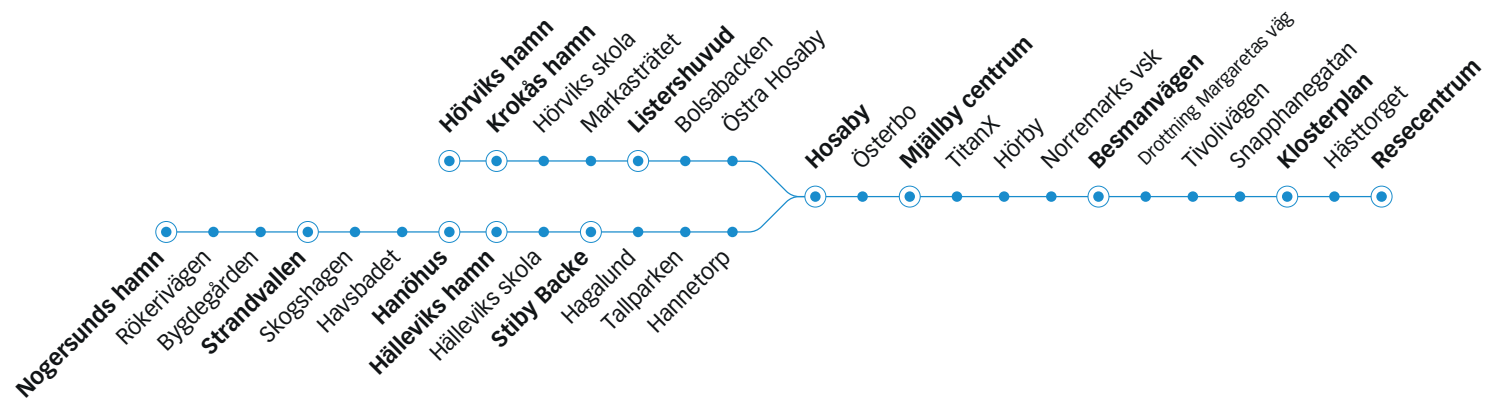 Hörviks hamn
Krokås hamn
Hörviks skola
Markasträtet
Listershuvud
Bolsabacken
Östra Hosaby
Hosaby
Österbo
Mjällby centrum
TitanX
Hörby
Norremarks vsk
Besmanvägen
Drottning Margaretas väg
Tivolivägen
Snapphanegatan
Klosterplan
Hästtorget
Resecentrum
Nogersunds hamn
Rökerivägen
Bygdegården
Strandvallen
Skogshagen
Havsbadet
Hanöhus
Hälleviks hamn
Hälleviks skola
Stiby Backe
Hagalund
Tallparken
Hannetorp